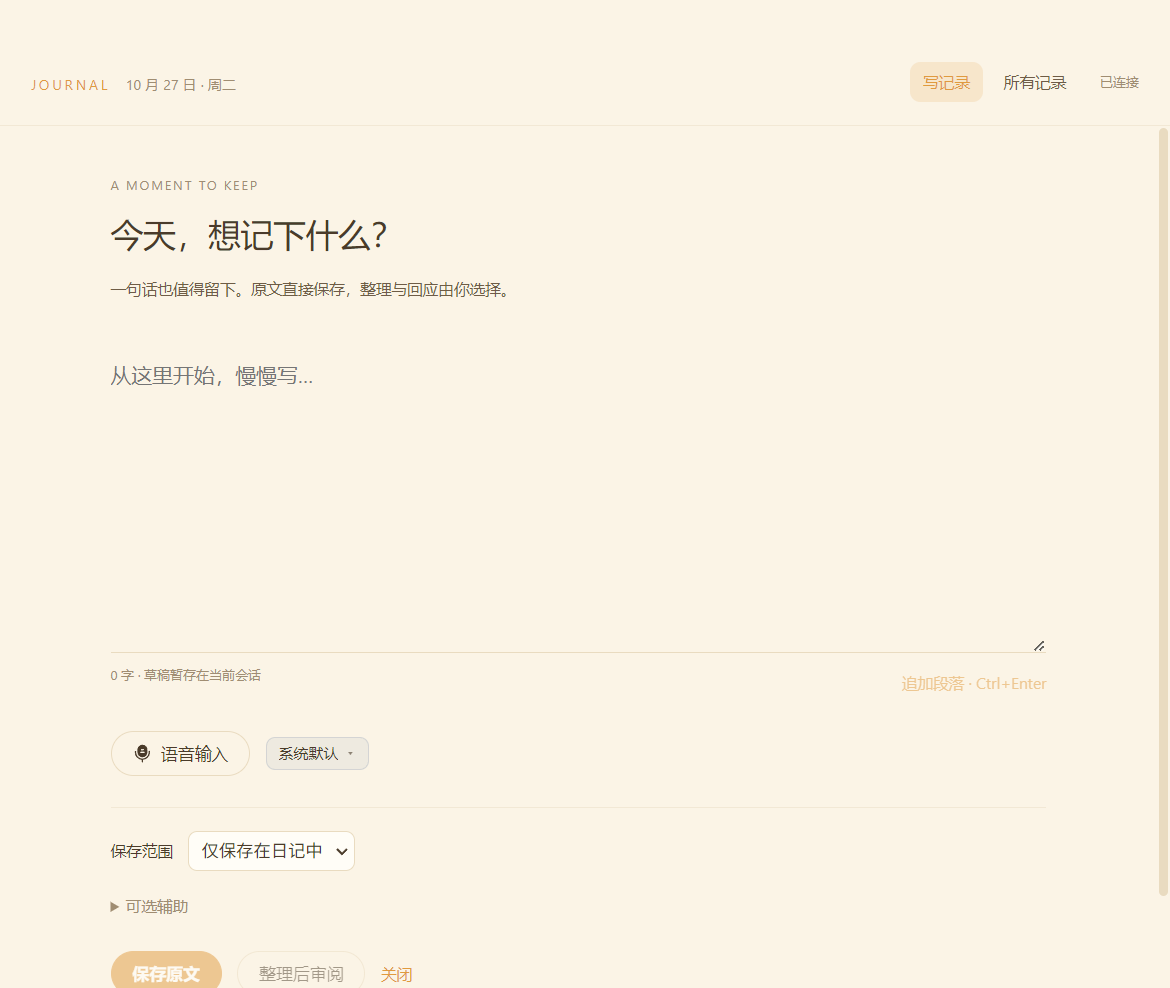 JOURNAL 10 月 27 日 · 周二 写记录 所有记录 已连接
A MOMENT TO KEEP
今天，想记下什么？
一句话也值得留下。原文直接保存，整理与回应由你选择。
从这里开始，慢慢写...
0 字 · 草稿暂存在当前会话
追加段落 · Ctrl+Enter
语音输入 系统默认
保存范围 仅保存在日记中
可选辅助
保存原文 整理后审阅 关闭